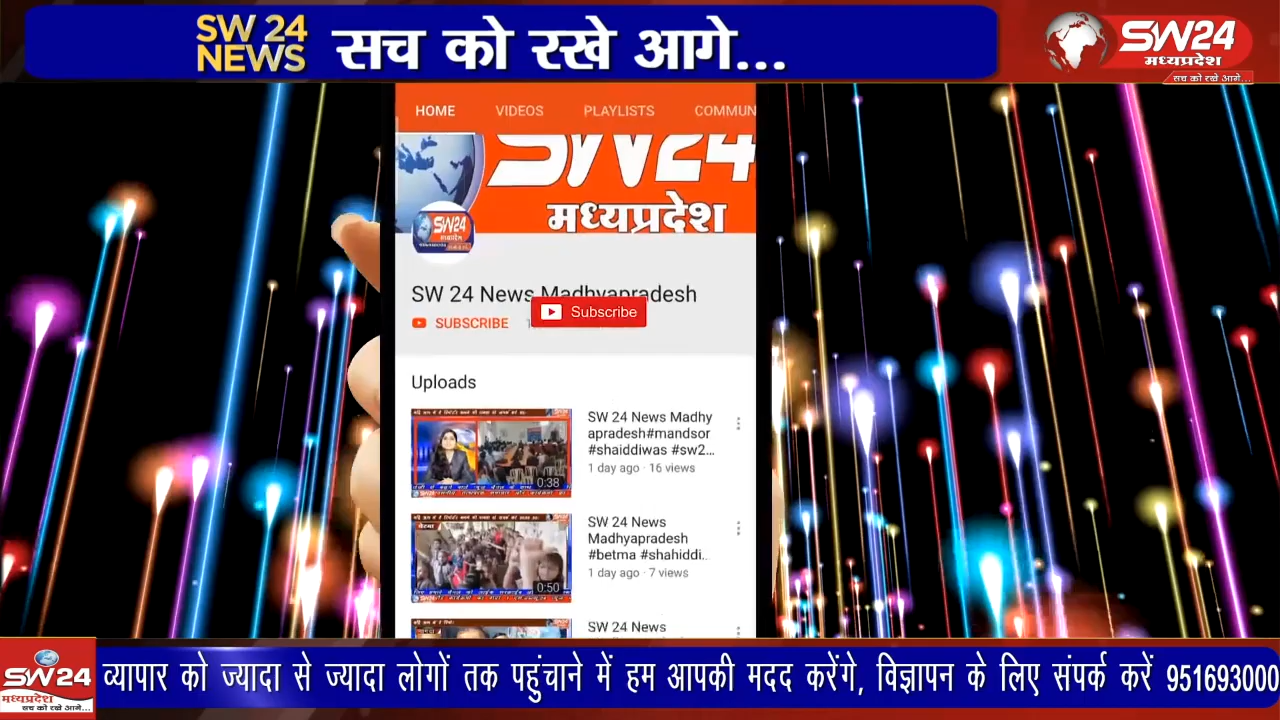 SW 24
NEWS
सच को रखे आगे...
SW24
मध्यप्रदेश
सच को रखे आगे...
HOME VIDEOS PLAYLISTS COMMUN
SW24
मध्यप्रदेश
SW24
SW 24 News Madhyapradesh
SUBSCRIBE
Subscribe
Uploads
SW 24 News Madhy
apradesh#mandsor
#shaiddiwas #sw2...
1 day ago · 16 views
0:38
SW 24 News
Madhyapradesh
#betma #shahiddi..
1 day ago · 7 views
0:50
SW 24 News
SW24
मध्यप्रदेश
सच को रखे आगे...
व्यापार को ज्यादा से ज्यादा लोगों तक पहुंचाने में हम आपकी मदद करेंगे, विज्ञापन के लिए संपर्क करें 951693000